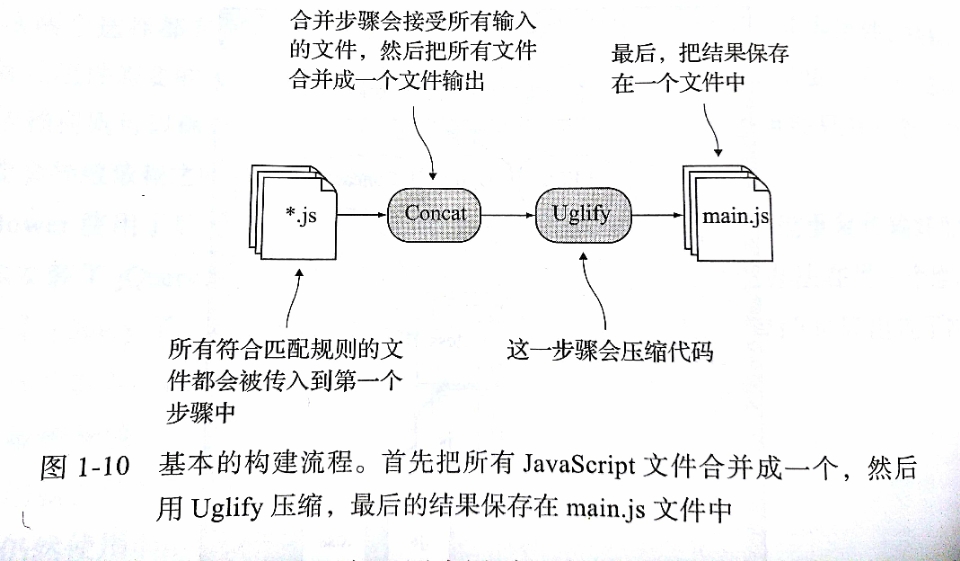 合并步骤会接受所有输入
的文件，然后把所有文件
合并成一个文件输出
最后，把结果保存
在一个文件中
*.js
Concat
Uglify
main.js
所有符合匹配规则的文
件都会被传入到第一个
步骤中
这一步骤会压缩代码
图 1-10 基本的构建流程。首先把所有 JavaScript 文件合并成一个，然后
用 Uglify 压缩，最后的结果保存在 main.js 文件中